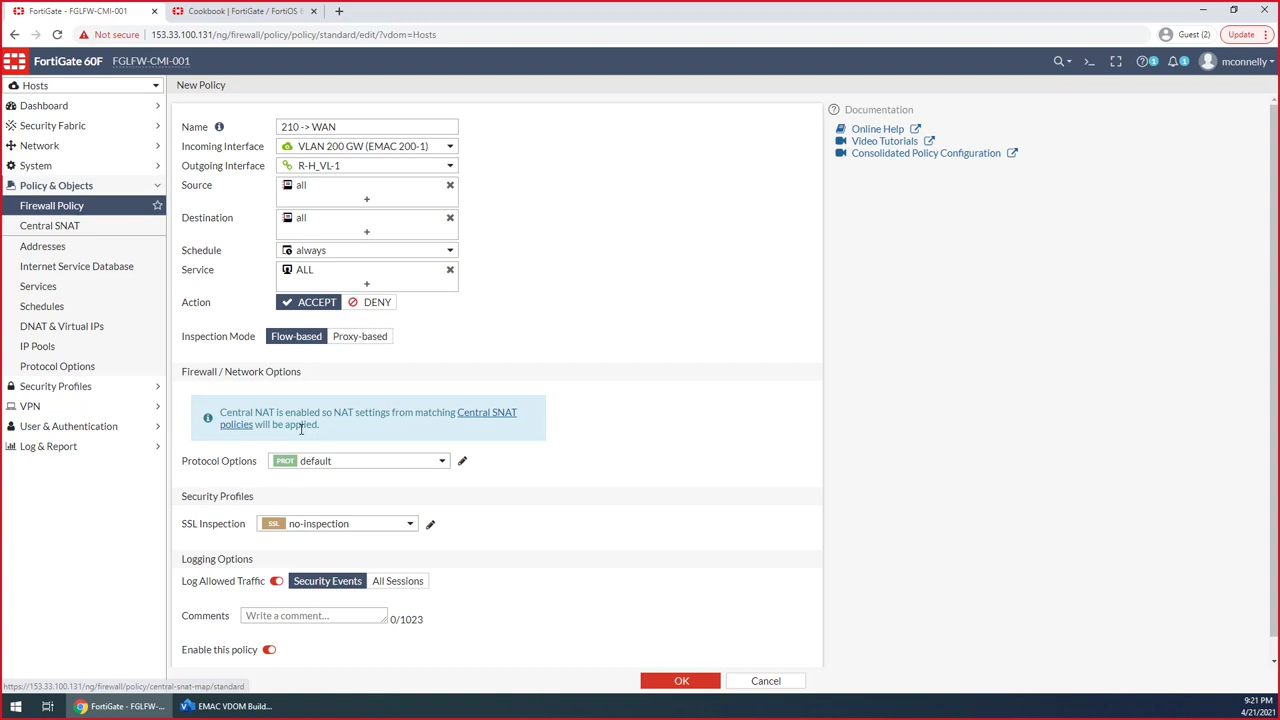 FortiGate - FGLFW-CMI-001
Cookbook | FortiGate / FortiOS 6
Not secure
153.33.100.131/ng/firewall/policy/policy/standard/edit/?vdom=Hosts
Guest (2)
Update
FortiGate 60F
FGLFW-CMI-001
1
1
mconnelly
Hosts
Dashboard
Security Fabric
Network
System
Policy & Objects
Firewall Policy
Central SNAT
Addresses
Internet Service Database
Services
Schedules
DNAT & Virtual IPs
IP Pools
Protocol Options
Security Profiles
VPN
User & Authentication
Log & Report
New Policy
Name
210 -> WAN
Incoming Interface
VLAN 200 GW (EMAC 200-1)
Outgoing Interface
R-H_VL-1
Source
all
+
Destination
all
+
Schedule
always
Service
ALL
+
Action
ACCEPT
DENY
Inspection Mode
Flow-based
Proxy-based
Firewall / Network Options
Central NAT is enabled so NAT settings from matching Central SNAT
policies will be applied.
Protocol Options
PROT default
Security Profiles
SSL Inspection
SSL no-inspection
Logging Options
Log Allowed Traffic
Security Events
All Sessions
Comments
Write a comment...
0/1023
Enable this policy
OK
Cancel
Documentation
Online Help
Video Tutorials
Consolidated Policy Configuration
https://153.33.100.131/ng/firewall/policy/central-snat-map/standard
FortiGate - FGLFW-...
EMAC VDOM Build...
9:21 PM
4/21/2021